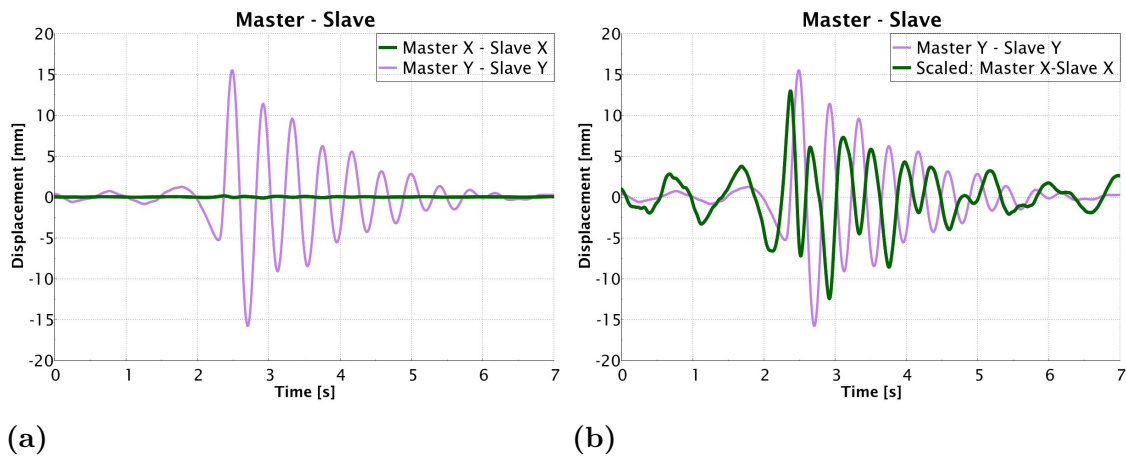 Master - Slave
Master X - Slave X
Master Y - Slave Y
Displacement [mm]
20
15
10
5
0
-5
-10
-15
-20
0 1 2 3 4 5 6 7
Time [s]
(a)
Master - Slave
Master Y - Slave Y
Scaled: Master X-Slave X
Displacement [mm]
20
15
10
5
0
-5
-10
-15
-20
0 1 2 3 4 5 6 7
Time [s]
(b)